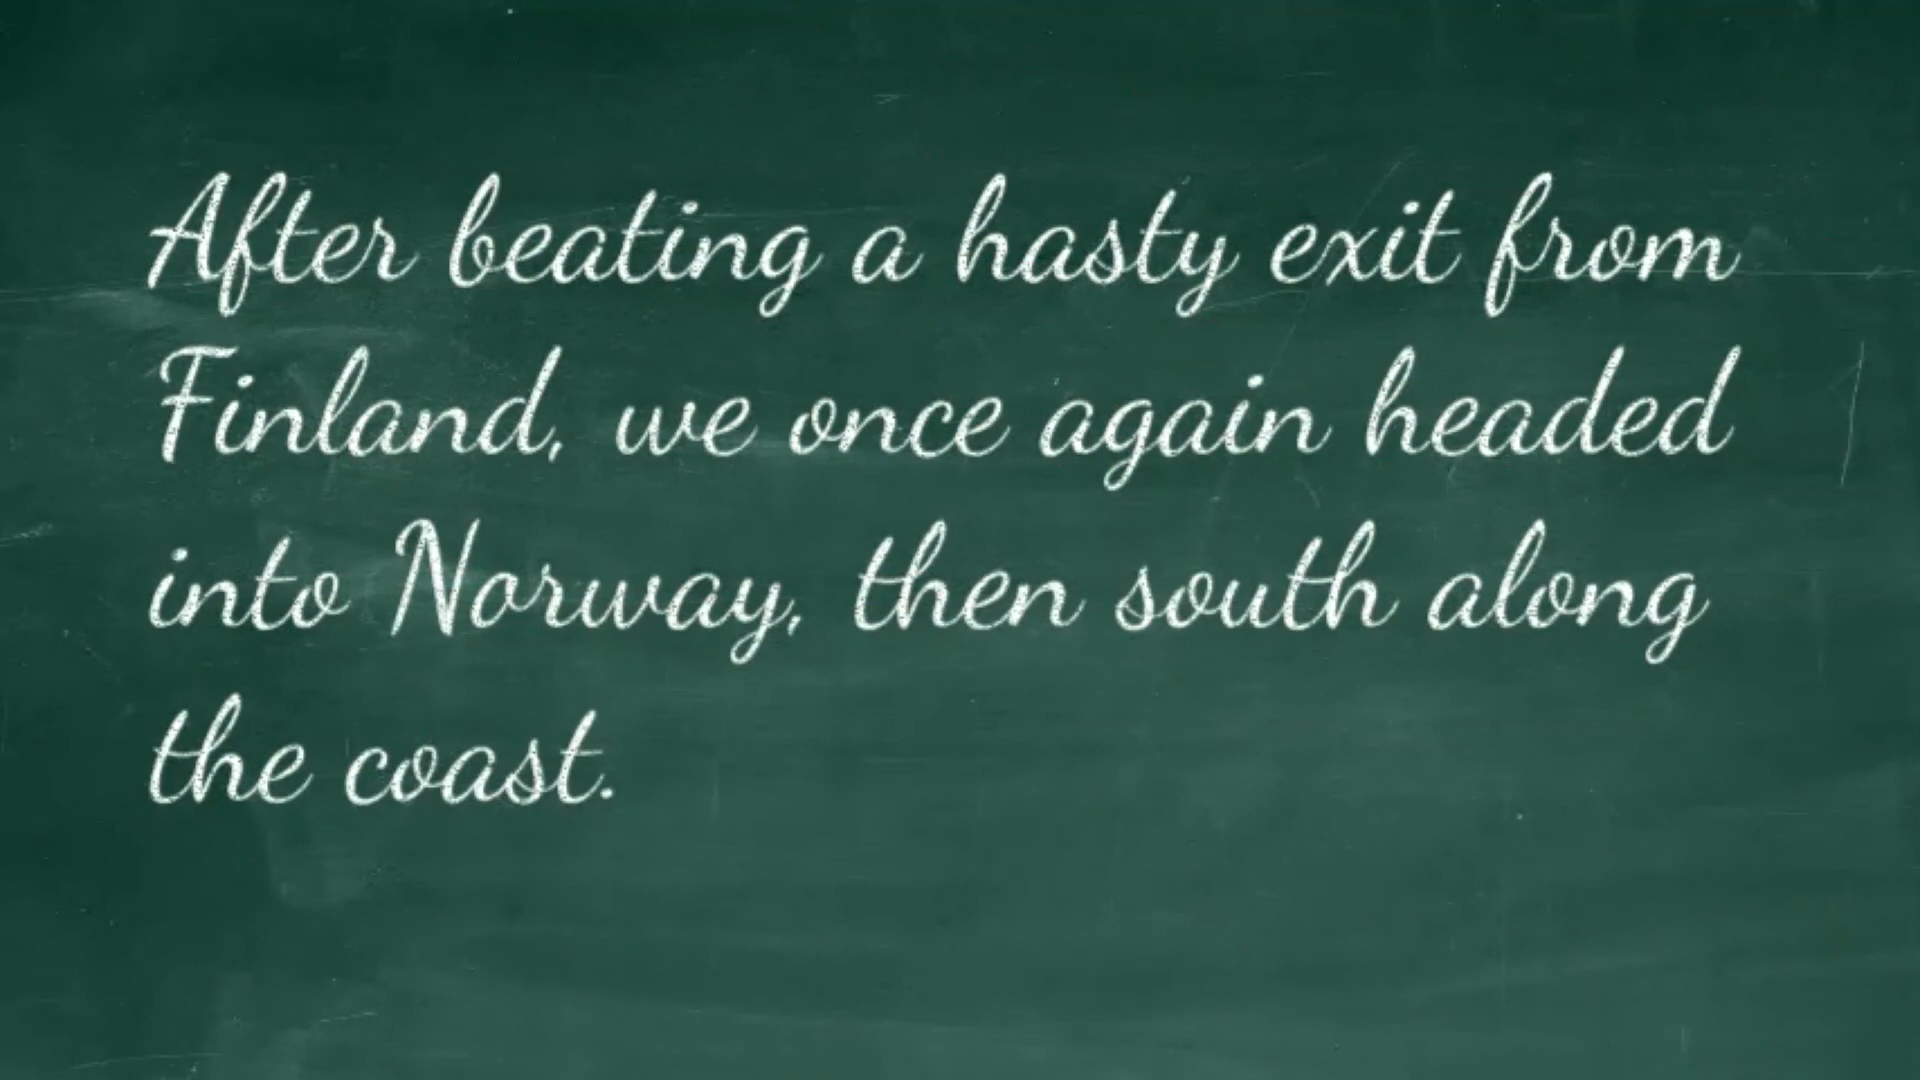 After beating a hasty exit from
Finland, we once again headed
into Norway, then south along
the coast.